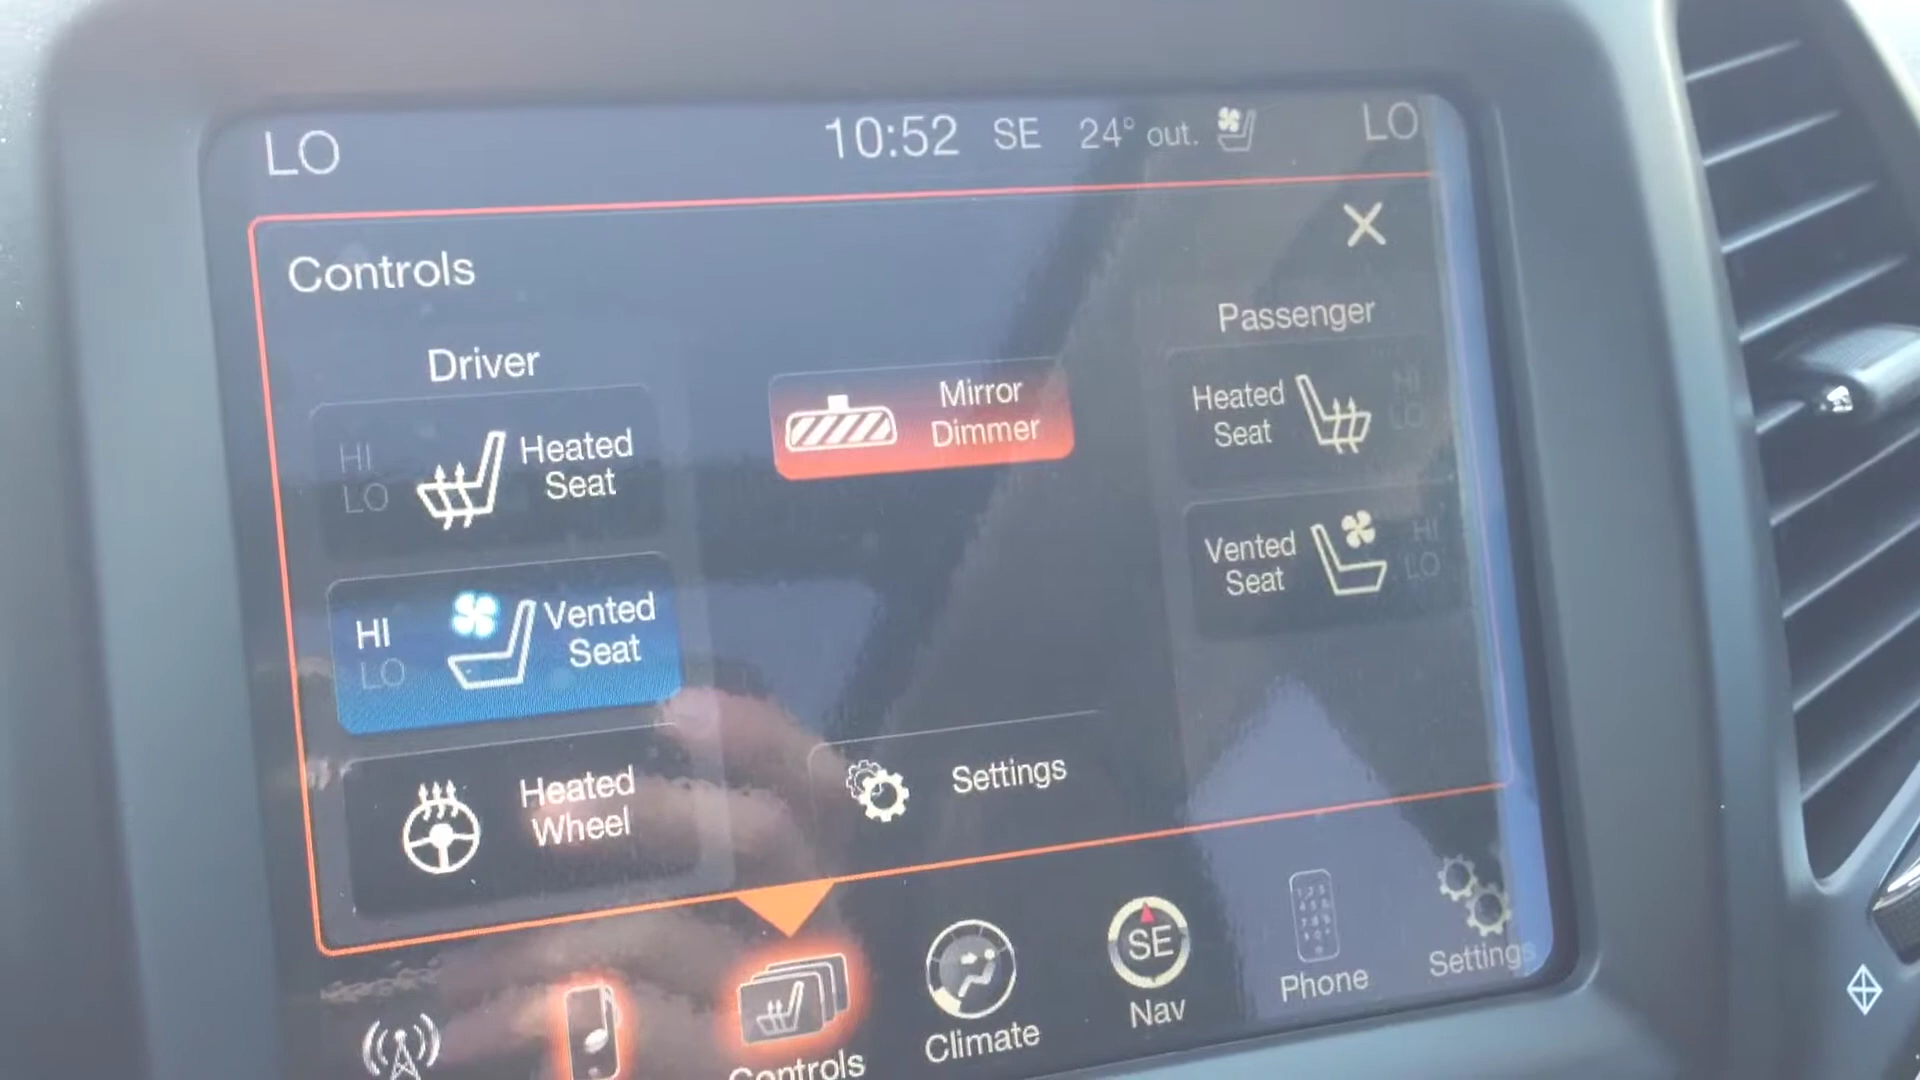 LO
10:52 SE 24° out.
LO
Controls
Driver
Passenger
HI
LO
Heated
Seat
Mirror
Dimmer
Heated
Seat
HI
LO
HI
LO
Vented
Seat
Vented
Seat
HI
LO
Heated
Wheel
Settings
Controls
Climate
SE
Nav
Phone
Settings